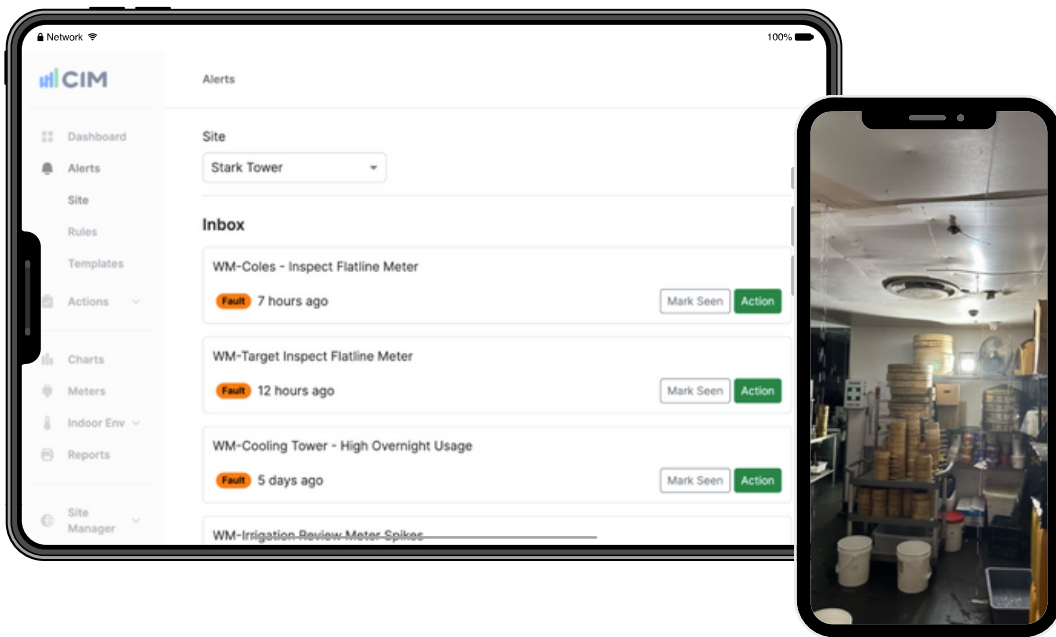 Network
100%
CIM
Alerts
Dashboard
Alerts
Site
Rules
Templates
Actions
Charts
Meters
Indoor Env
Reports
Site
Manager
Site
Stark Tower
Inbox
WM-Coles - Inspect Flatline Meter
Fault 7 hours ago Mark Seen Action
WM-Target Inspect Flatline Meter
Fault 12 hours ago Mark Seen Action
WM-Cooling Tower - High Overnight Usage
Fault 5 days ago Mark Seen Action
WM-Irrigation Review Meter Spikes